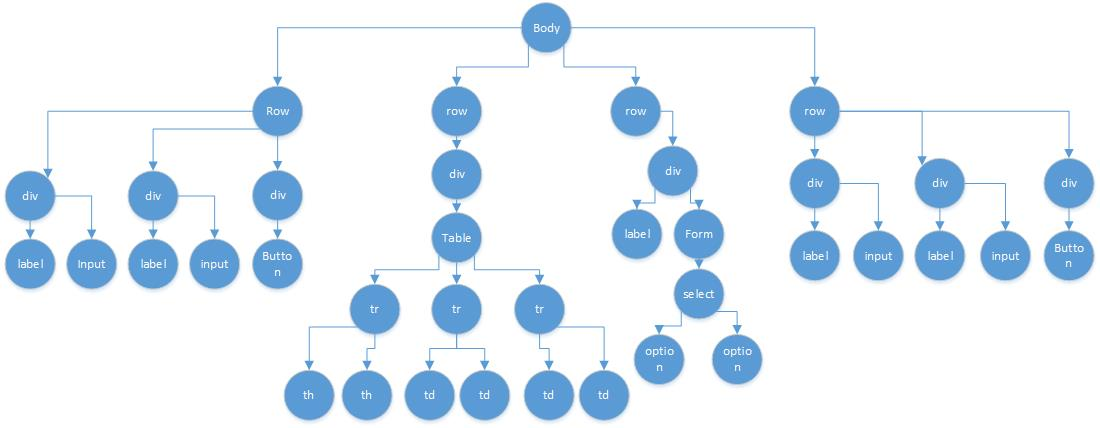 Body
Row
row
row
row
div
div
div
div
div
div
div
div
label
Input
label
input
Butto
n
Table
label
Form
label
input
label
input
Butto
n
select
tr
tr
tr
optio
n
optio
n
th
th
td
td
td
td